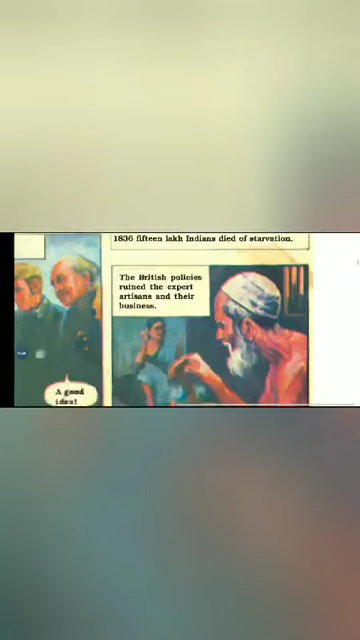 1836 fifteen lakh Indians died of starvation.
The British policies
ruined the expert
artisans and their
business.
A good
idea!